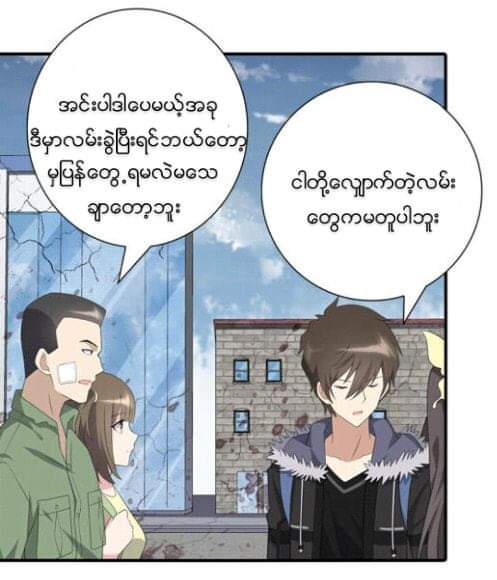 အင်းပါဒါပေမယ့်အခု
ဒီမှာလမ်းခွဲပြီးရင်ဘယ်တော့
မှပြန်တွေ့ရမလဲမသေ
ချာတော့ဘူး
ငါတို့လျှောက်တဲ့လမ်း
တွေကမတူပါဘူး